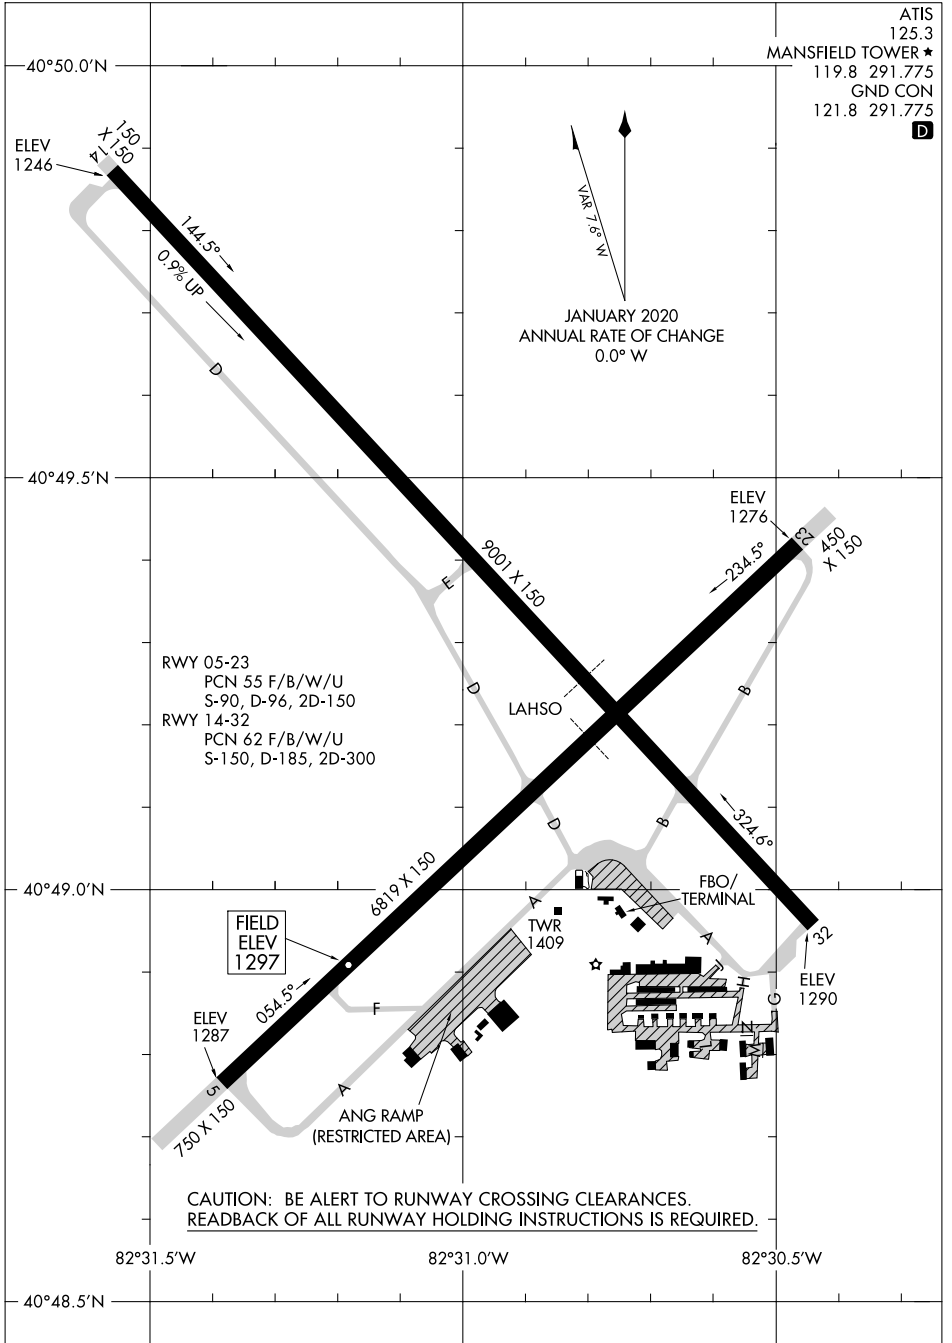 ATIS
125.3
MANSFIELD TOWER ★
119.8 291.775
GND CON
121.8 291.775
D
40°50.0'N
150
X 150
ELEV
1246
14
144.5°
0.9% UP
VAR 7.6° W
JANUARY 2020
ANNUAL RATE OF CHANGE
0.0° W
D
40°49.5'N
ELEV
1276
23
450
X 150
234.5°
9001 X 150
E
RWY 05-23
PCN 55 F/B/W/U
S-90, D-96, 2D-150
RWY 14-32
PCN 62 F/B/W/U
S-150, D-185, 2D-300
D
LAHSO
B
D
B
324.6°
6819 X 150
40°49.0'N
FBO/
TERMINAL
A
TWR
1409
32
FIELD
ELEV
1297
A
J
H
G
ELEV
1290
054.5°
F
ELEV
1287
I
M
5
750 X 150
A
ANG RAMP
(RESTRICTED AREA)
CAUTION: BE ALERT TO RUNWAY CROSSING CLEARANCES.
READBACK OF ALL RUNWAY HOLDING INSTRUCTIONS IS REQUIRED.
82°31.5'W
82°31.0'W
82°30.5'W
40°48.5'N